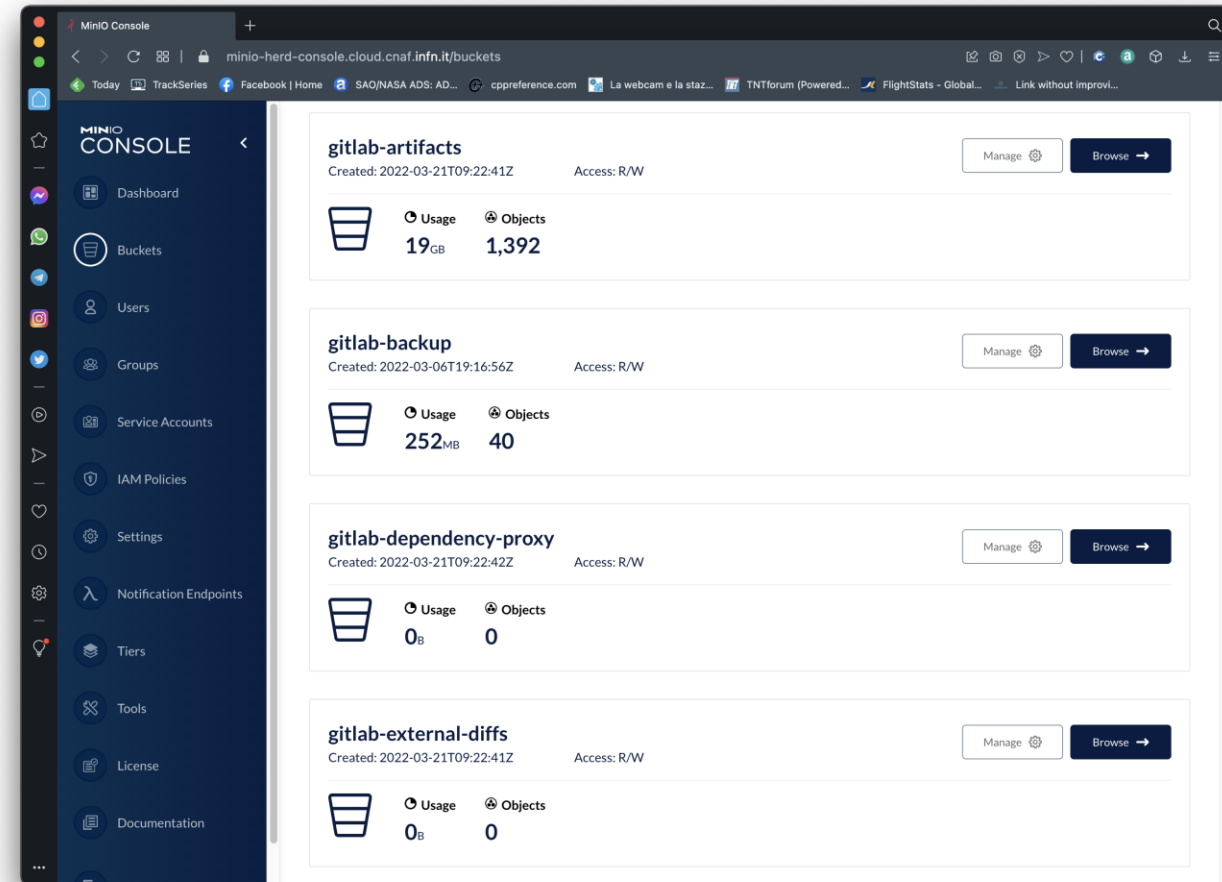 MinIO Console
minio-herd-console.cloud.cnaf.infn.it/buckets
Today TrackSeries Facebook | Home SAO/NASA ADS: AD... cppreference.com La webcam e la staz... TNTforum (Powered... FlightStats - Global... Link without improvi...
MINIO
CONSOLE
Dashboard
Buckets
Users
Groups
Service Accounts
IAM Policies
Settings
Notification Endpoints
Tiers
Tools
License
Documentation
gitlab-artifacts
Created: 2022-03-21T09:22:41Z Access: R/W
Manage Browse
Usage Objects
19GB 1,392
gitlab-backup
Created: 2022-03-06T19:16:56Z Access: R/W
Manage Browse
Usage Objects
252MB 40
gitlab-dependency-proxy
Created: 2022-03-21T09:22:42Z Access: R/W
Manage Browse
Usage Objects
0B 0
gitlab-external-diffs
Created: 2022-03-21T09:22:41Z Access: R/W
Manage Browse
Usage Objects
0B 0